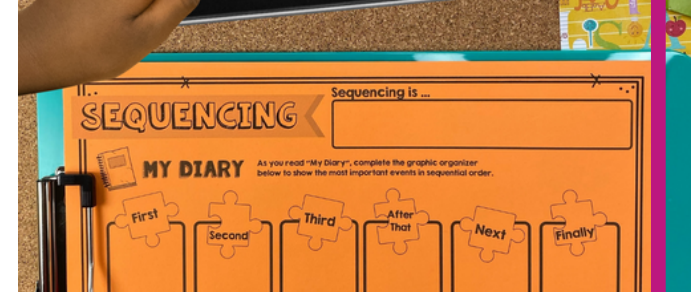 Sequencing is ...
SEQUENCING
MY DIARY
As you read "My Diary", complete the graphic organizer
below to show the most important events in sequential order.
First
Second
Third
After
That
Next
Finally